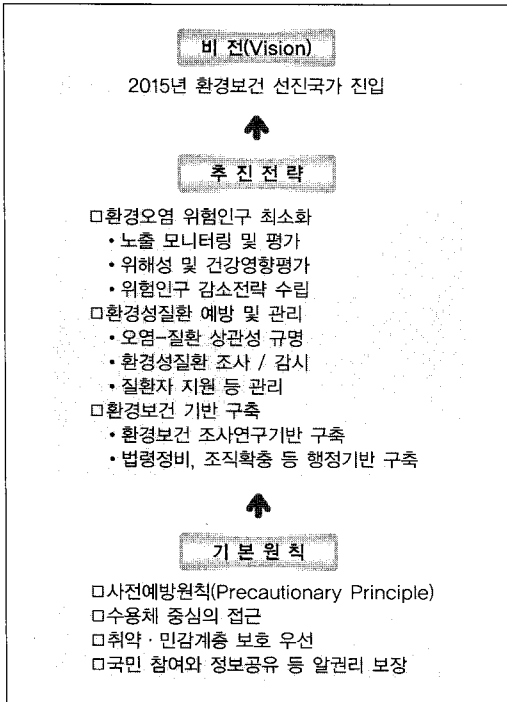 비 전(Vision)
2015년 환경보건 선진국가 진입
추 진 전 략
□환경오염 위험인구 최소화
• 노출 모니터링 및 평가
• 위해성 및 건강영향평가
• 위험인구 감소전략 수립
□환경성질환 예방 및 관리
• 오염-질환 상관성 규명
• 환경성질환 조사 / 감시
• 질환자 지원 등 관리
□환경보건 기반 구축
• 환경보건 조사연구기반 구축
• 법령정비, 조직확충 등 행정기반 구축
기 본 원 칙
□사전예방원칙(Precautionary Principle)
□수용체 중심의 접근
□취약 · 민감계층 보호 우선
□국민 참여와 정보공유 등 알권리 보장